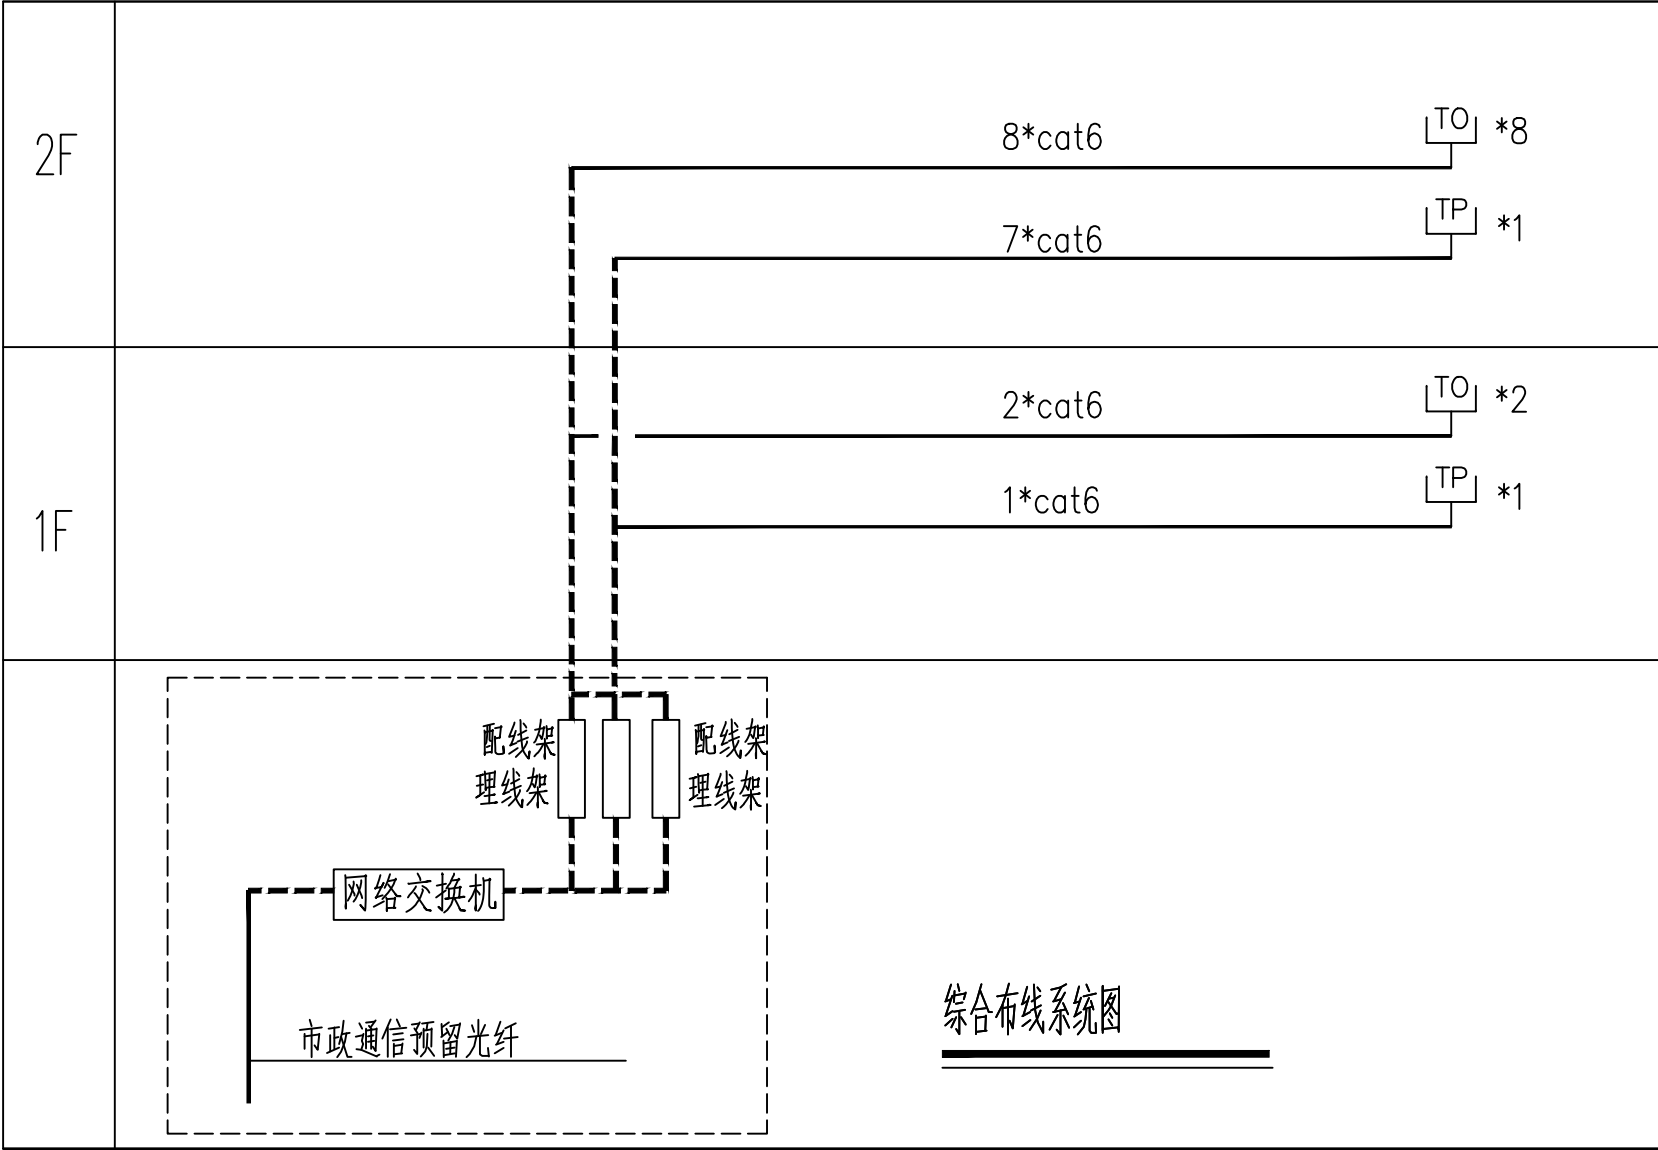 2F
8*cat6
TO *8
7*cat6
TP *1
1F
2*cat6
TO *2
1*cat6
TP *1
配线架
理线架
配线架
理线架
网络交换机
市政通信预留光纤
综合布线系统图